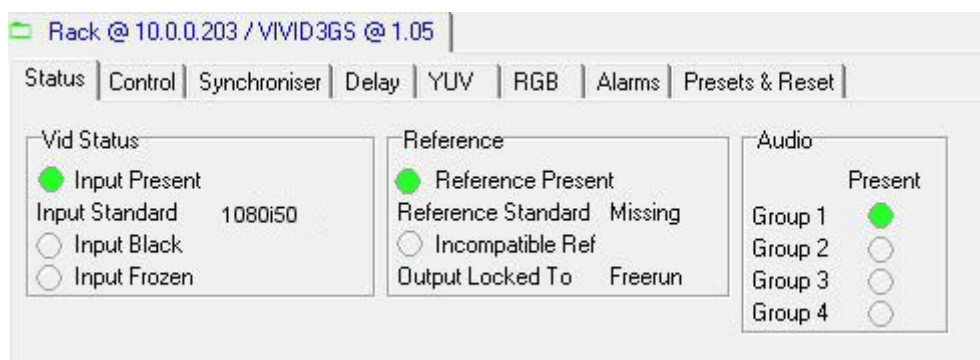 Rack @ 10.0.0.203 / VIVID3GS @ 1.05
Status Control Synchroniser Delay YUV RGB Alarms Presets & Reset
Vid Status
Input Present
Input Standard 1080i50
Input Black
Input Frozen
Reference
Reference Present
Reference Standard Missing
Incompatible Ref
Output Locked To Freerun
Audio
Present
Group 1
Group 2
Group 3
Group 4